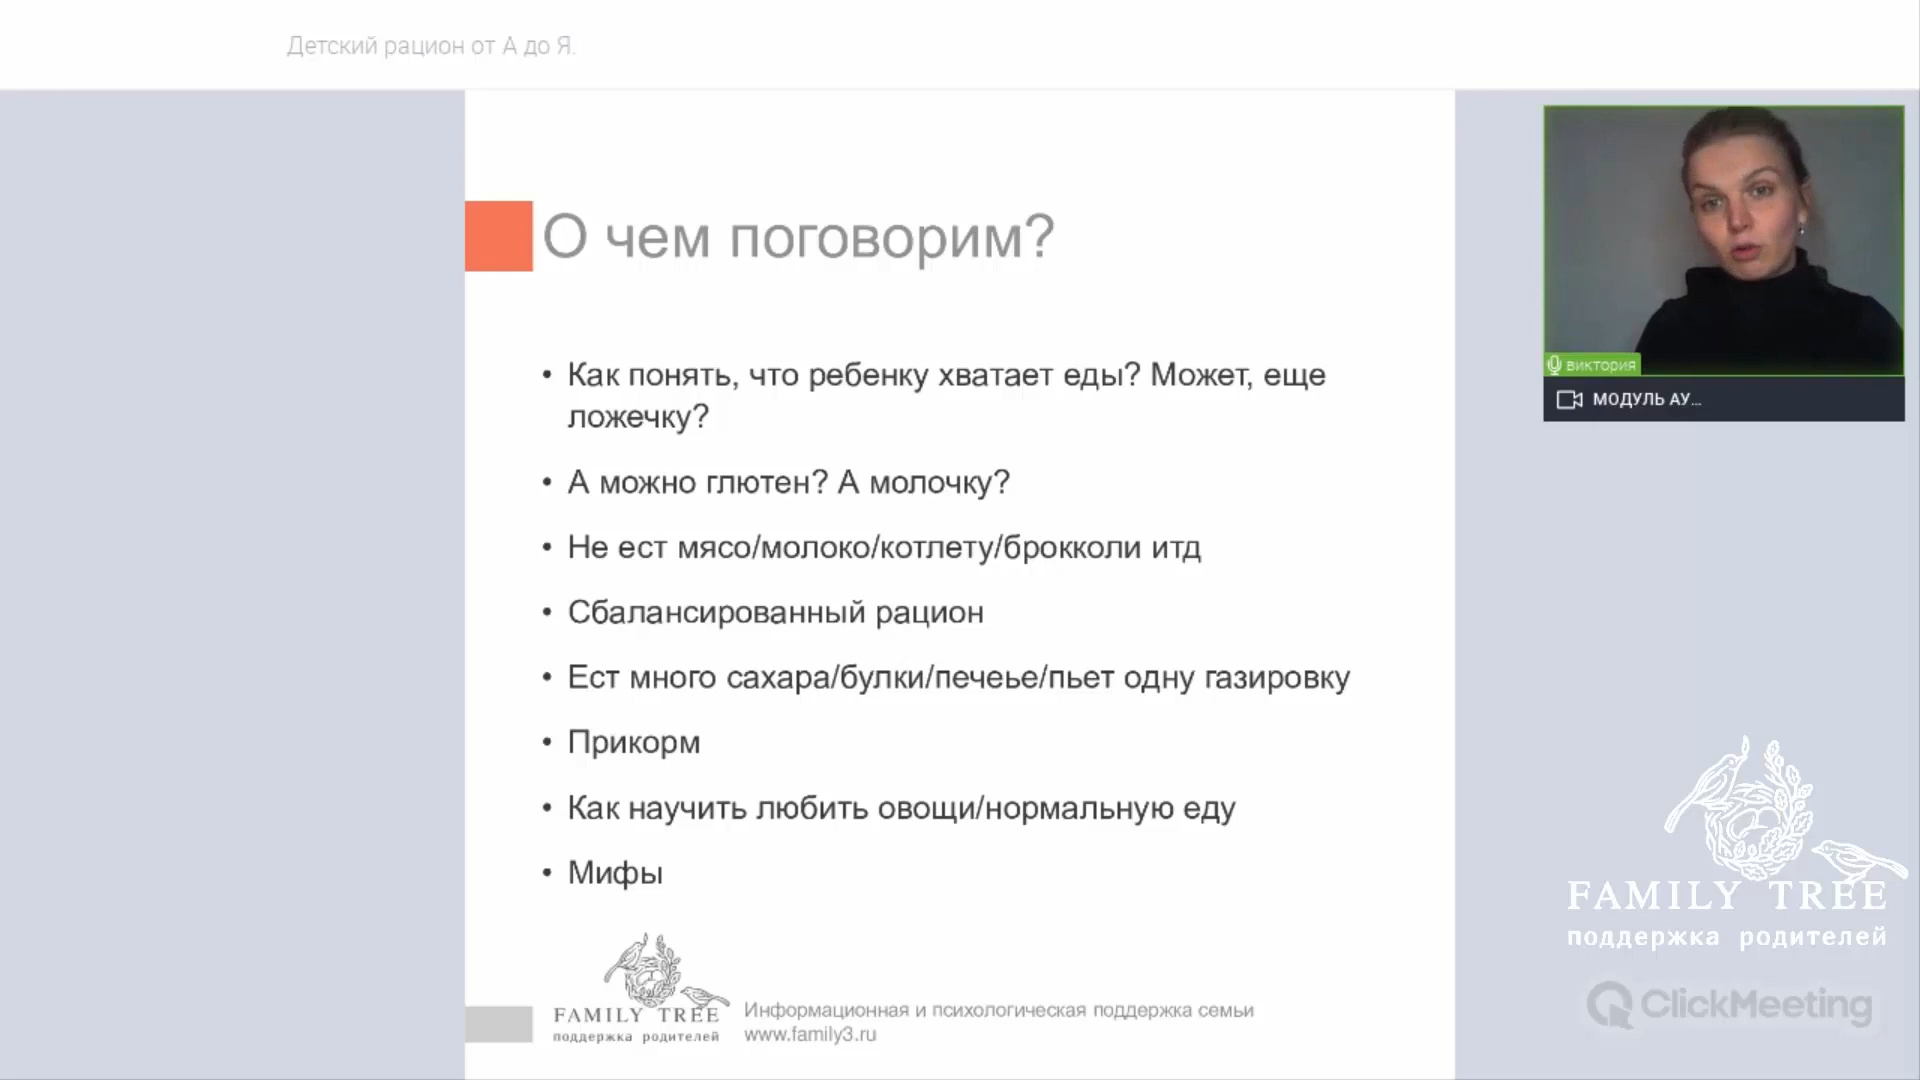 Детский рацион от А до Я.
О чем поговорим?
• Как понять, что ребенку хватает еды? Может, еще
ложечку?
• А можно глютен? А молочку?
• Не ест мясо/молоко/котлету/брокколи итд
• Сбалансированный рацион
• Ест много сахара/булки/печеье/пьет одну газировку
• Прикорм
• Как научить любить овощи/нормальную еду
• Мифы
FAMILY TREE
поддержка родителей
Информационная и психологическая поддержка семьи
www.family3.ru
виктория
МОДУЛЬ АУ...
FAMILY TREE
поддержка родителей
ClickMeeting